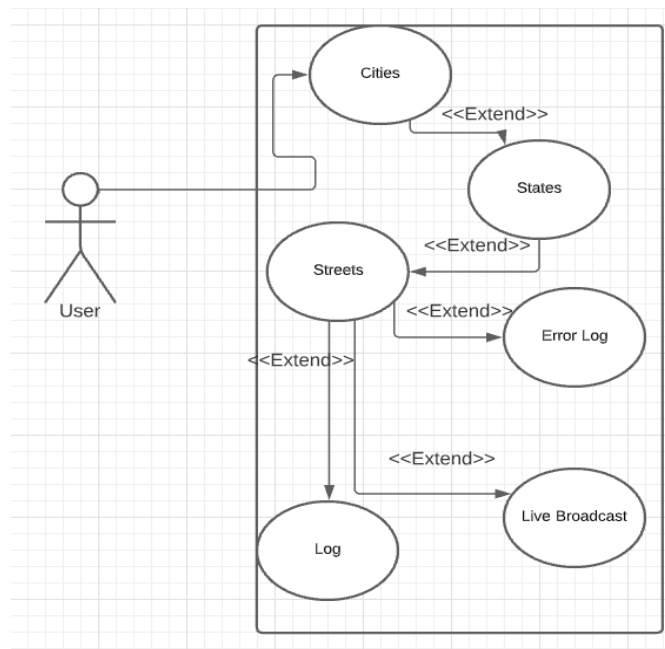 Cities
<<Extend>>
States
<<Extend>>
Streets
<<Extend>>
Error Log
User
<<Extend>>
<<Extend>>
Live Broadcast
Log